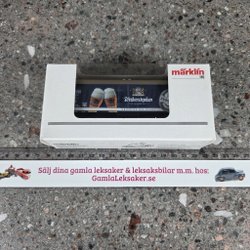 märklin
Sälj dina gamla leksaker & leksaksbilar m.m. hos:
GamlaLeksaker.se